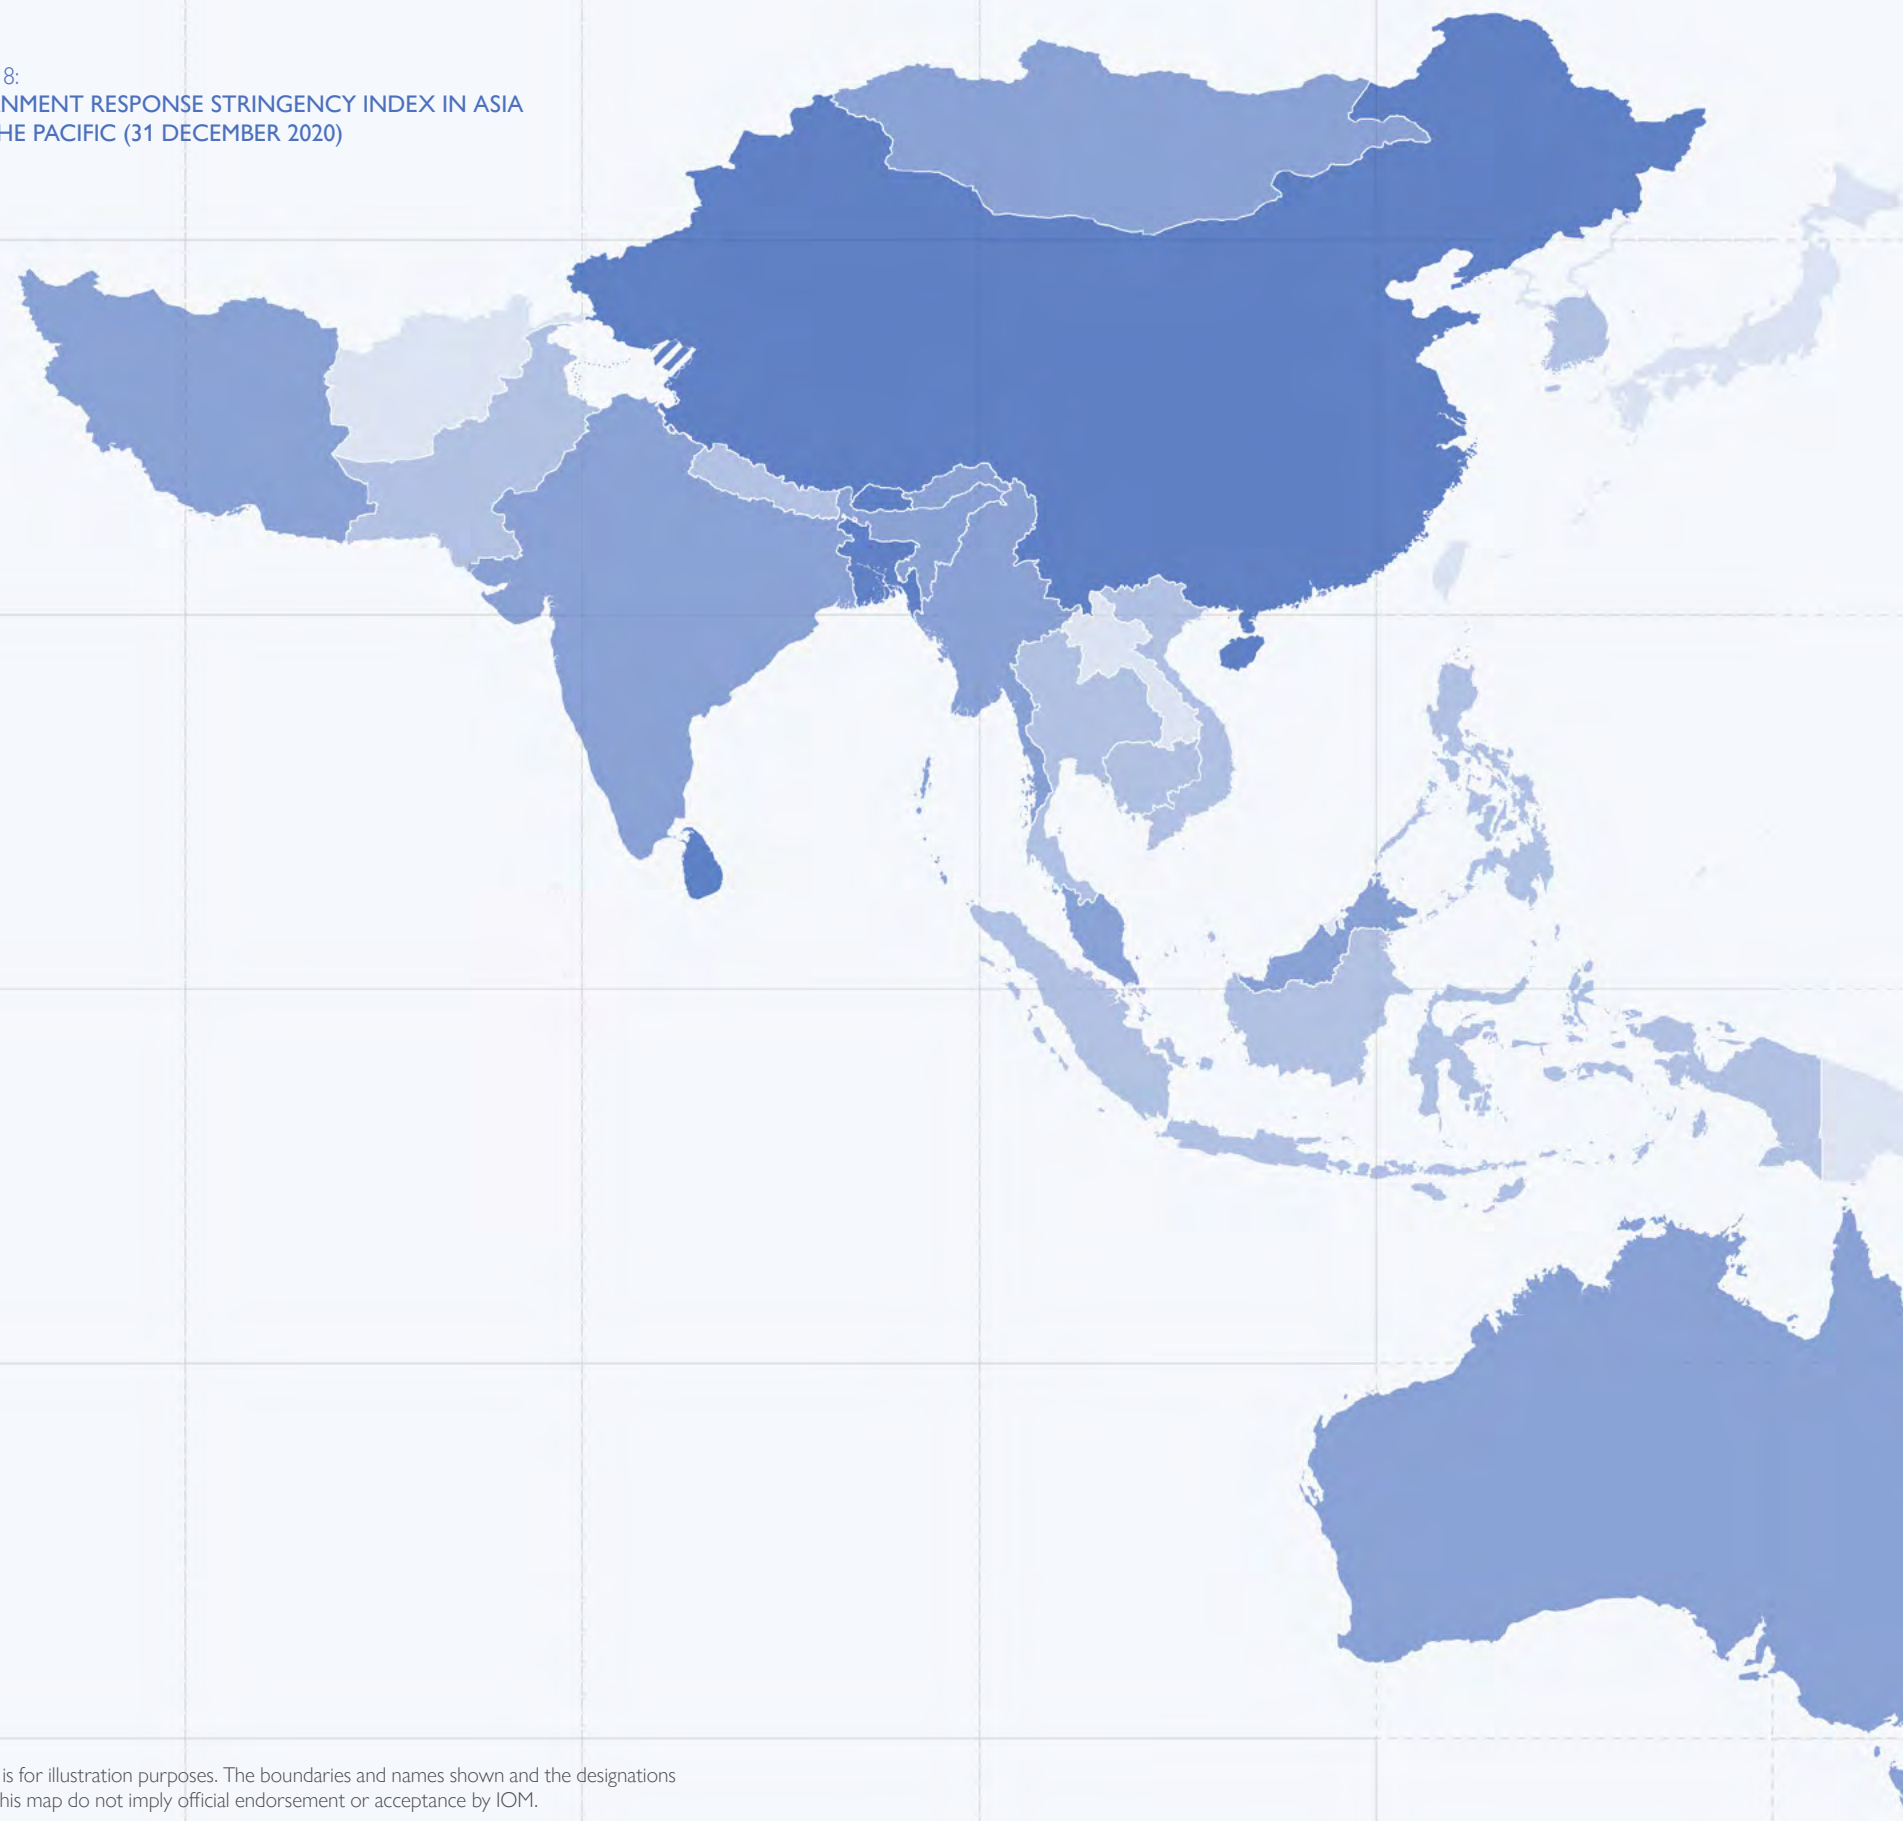 8:
NMENT RESPONSE STRINGENCY INDEX IN ASIA
HE PACIFIC (31 DECEMBER 2020)
is for illustration purposes. The boundaries and names shown and the designations
his map do not imply official endorsement or acceptance by IOM.